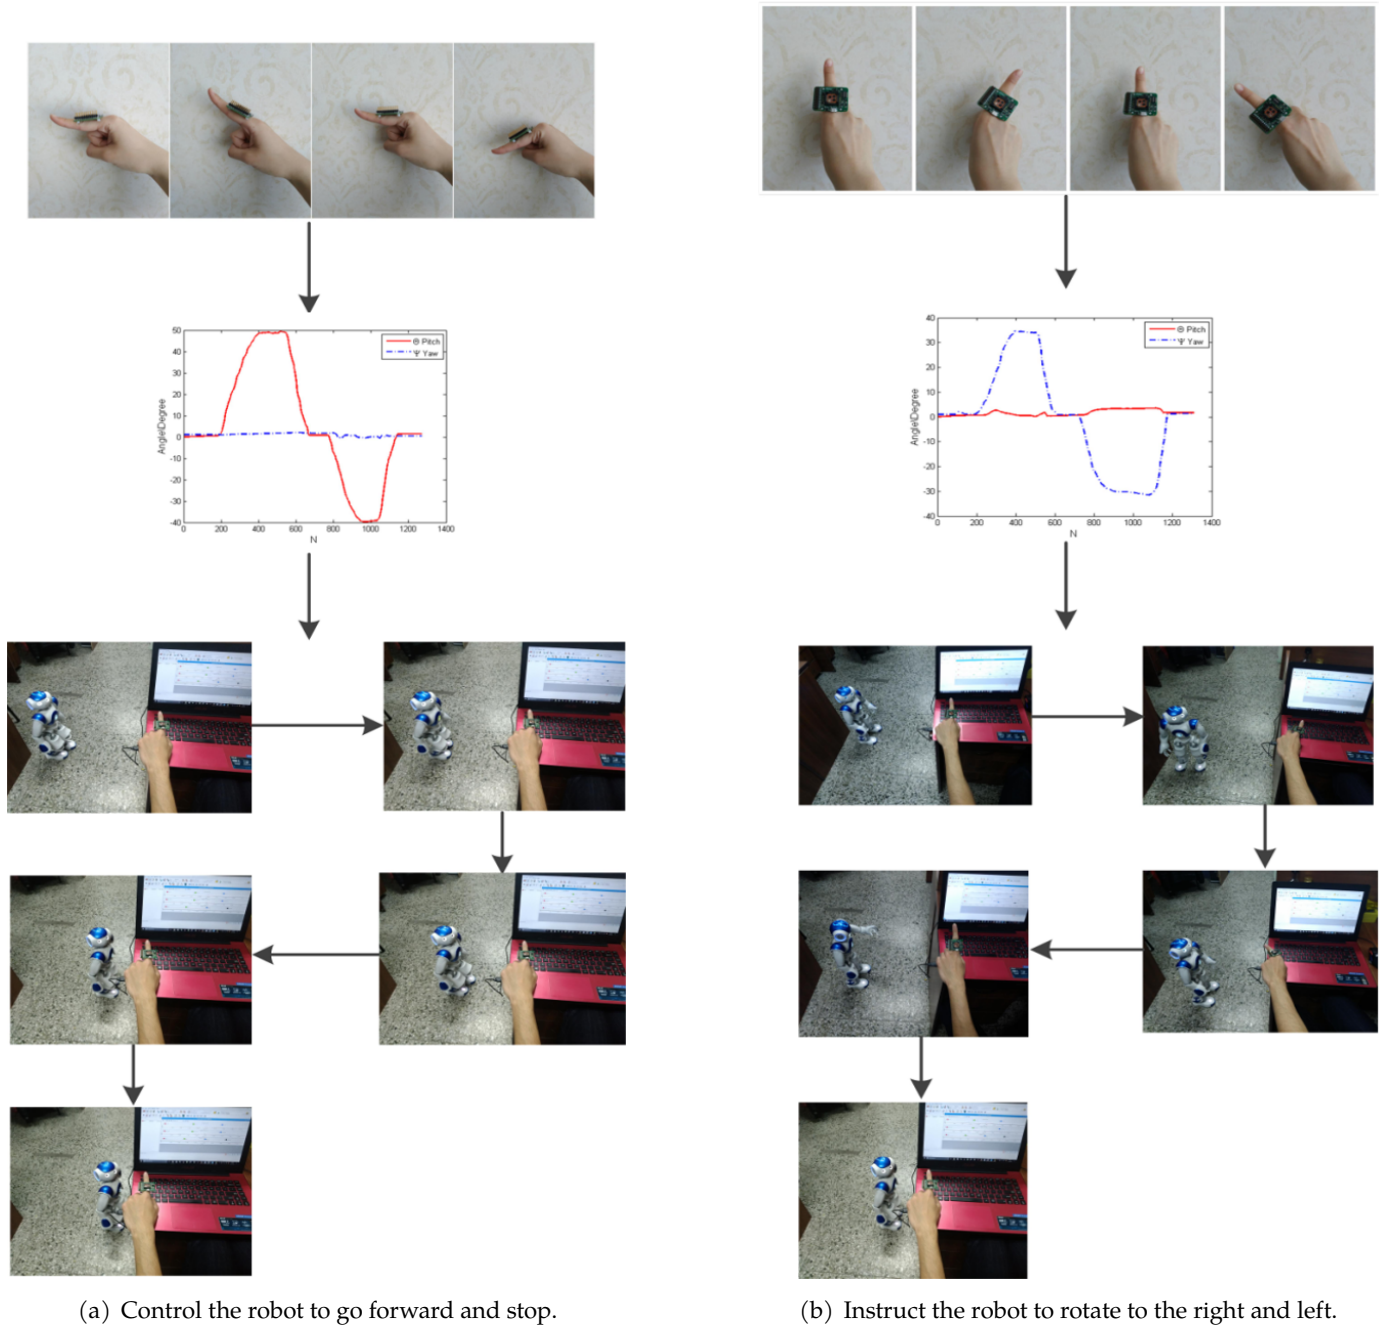 50
40
30
20
10
0
-10
-20
-30
-40
Angle\Degree
0 200 400 600 800 1000 1200 1400
N
Θ Pitch
Ψ Yaw
40
30
20
10
0
-10
-20
-30
-40
Angle\Degree
0 200 400 600 800 1000 1200 1400
N
Θ Pitch
Ψ Yaw
(a) Control the robot to go forward and stop.
(b) Instruct the robot to rotate to the right and left.